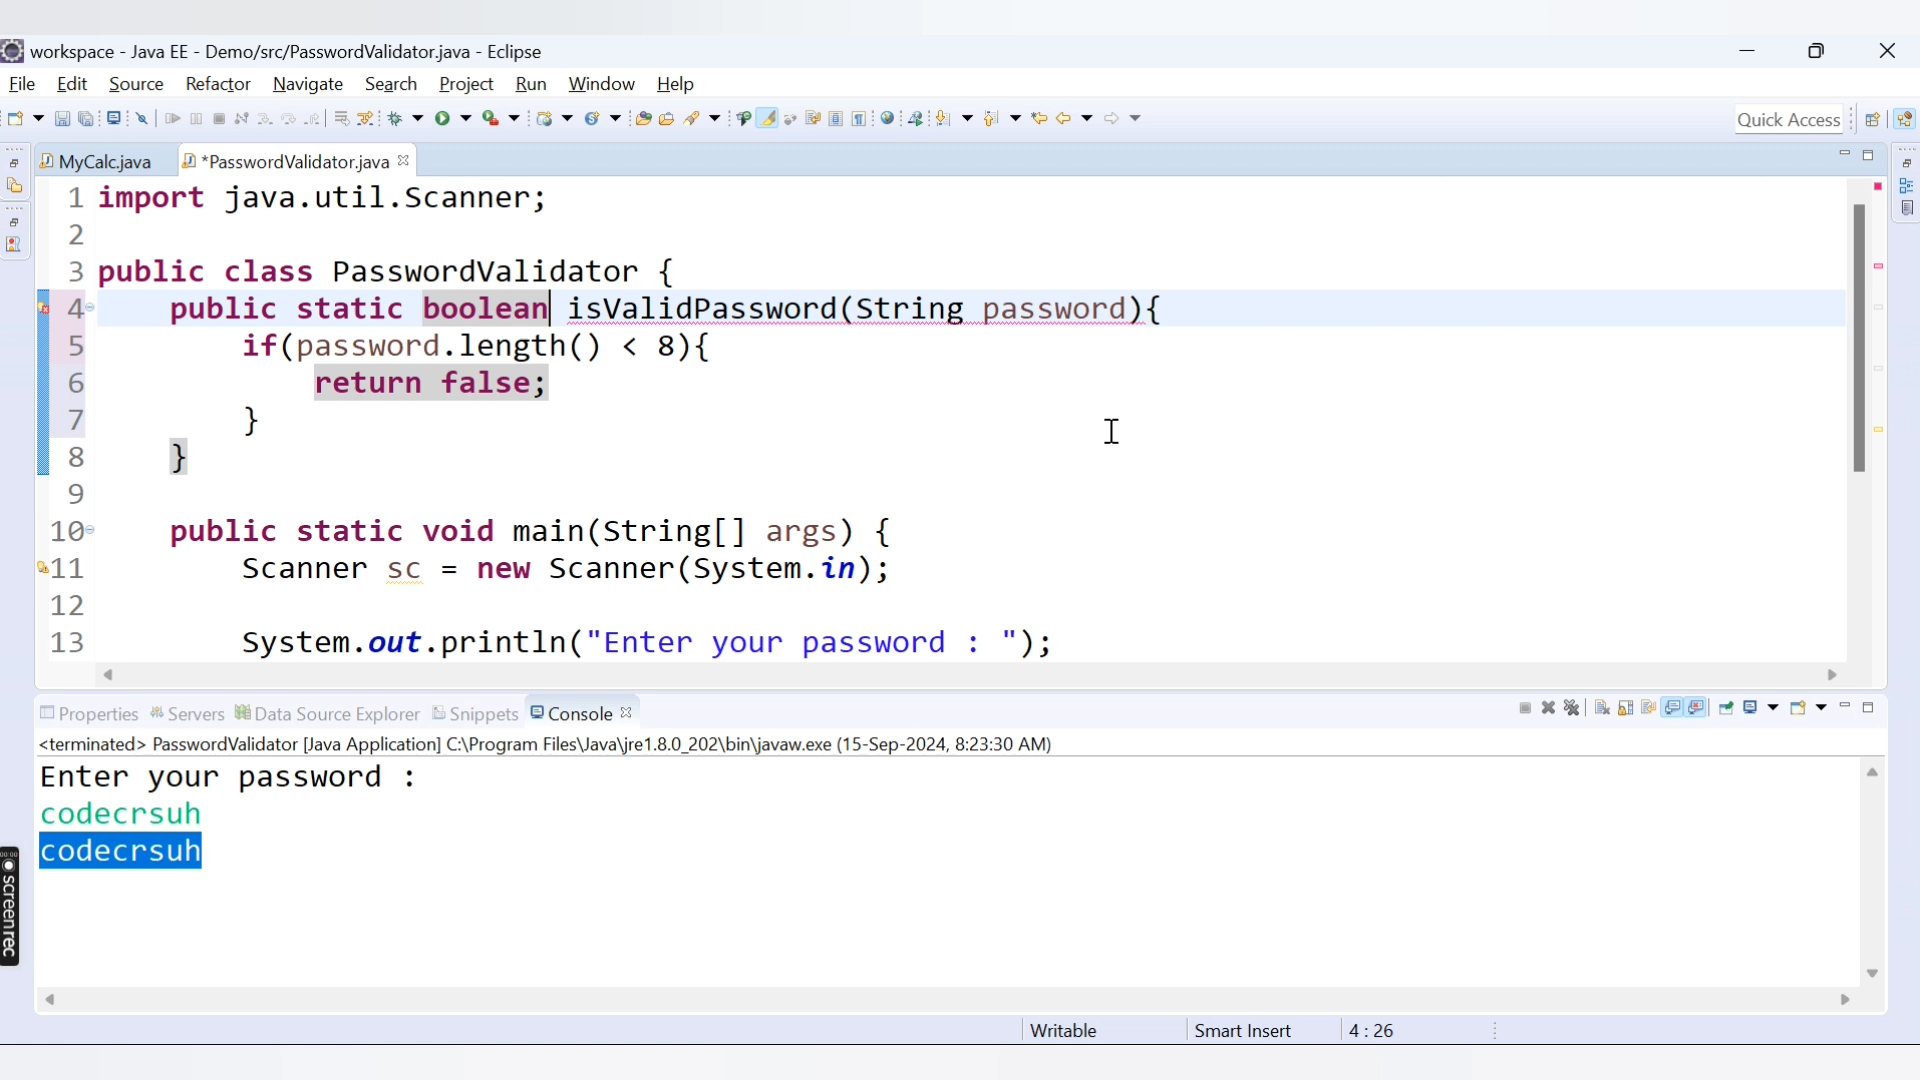 workspace - Java EE - Demo/src/PasswordValidator.java - Eclipse
File Edit Source Refactor Navigate Search Project Run Window Help
Quick Access
MyCalc.java *PasswordValidator.java
1 import java.util.Scanner;
2
3 public class PasswordValidator {
4 public static boolean isValidPassword(String password){
5 if(password.length() < 8){
6 return false;
7 }
8 }
9
10 public static void main(String[] args) {
11 Scanner sc = new Scanner(System.in);
12
13 System.out.println("Enter your password : ");
Properties Servers Data Source Explorer Snippets Console
<terminated> PasswordValidator [Java Application] C:\Program Files\Java\jre1.8.0_202\bin\javaw.exe (15-Sep-2024, 8:23:30 AM)
Enter your password :
codecrsuh
codecrsuh
00:00
screenrec
Writable Smart Insert 4 : 26